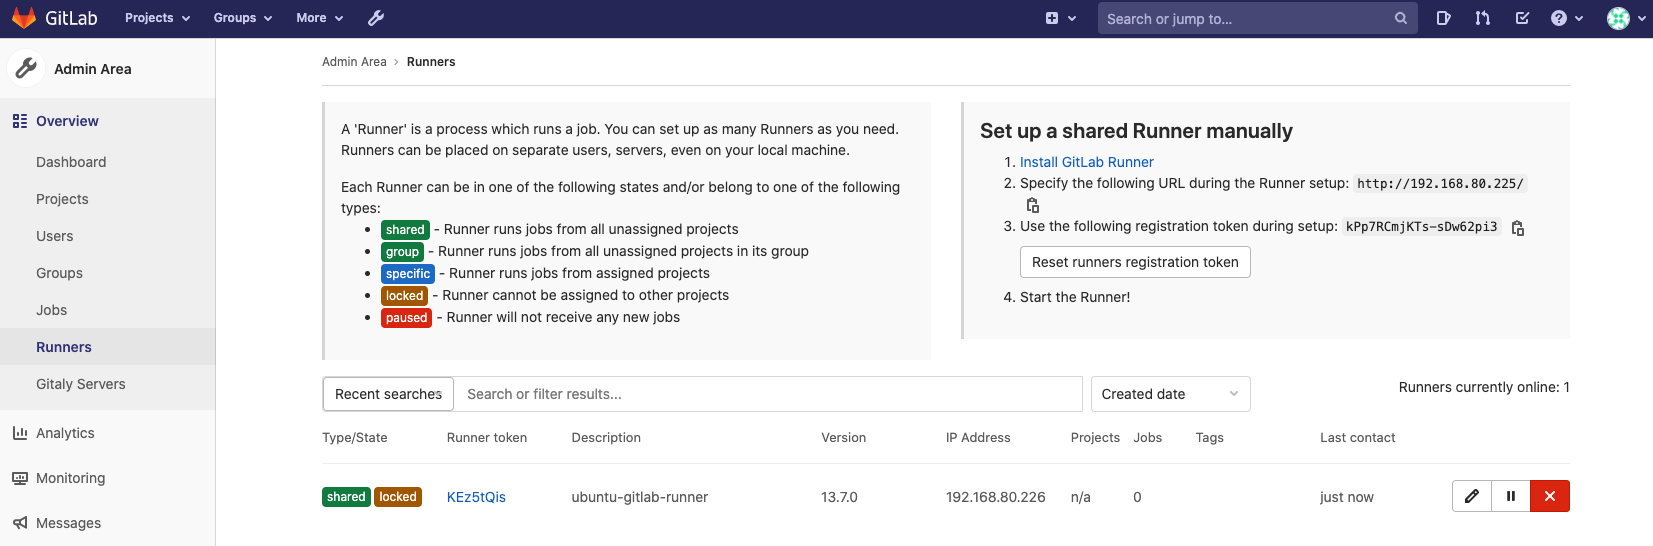 GitLab Projects Groups More Search or jump to...
Admin Area
Overview
Dashboard
Projects
Users
Groups
Jobs
Runners
Gitaly Servers
Analytics
Monitoring
Messages
Admin Area › Runners
A 'Runner' is a process which runs a job. You can set up as many Runners as you need.
Runners can be placed on separate users, servers, even on your local machine.
Each Runner can be in one of the following states and/or belong to one of the following
types:
• shared - Runner runs jobs from all unassigned projects
• group - Runner runs jobs from all unassigned projects in its group
• specific - Runner runs jobs from assigned projects
• locked - Runner cannot be assigned to other projects
• paused - Runner will not receive any new jobs
Set up a shared Runner manually
1. Install GitLab Runner
2. Specify the following URL during the Runner setup: http://192.168.80.225/
3. Use the following registration token during setup: kPp7RCmjKTs-sDw62pi3
Reset runners registration token
4. Start the Runner!
Recent searches Search or filter results... Created date Runners currently online: 1
Type/State Runner token Description Version IP Address Projects Jobs Tags Last contact
shared locked KEz5tQis ubuntu-gitlab-runner 13.7.0 192.168.80.226 n/a 0 just now